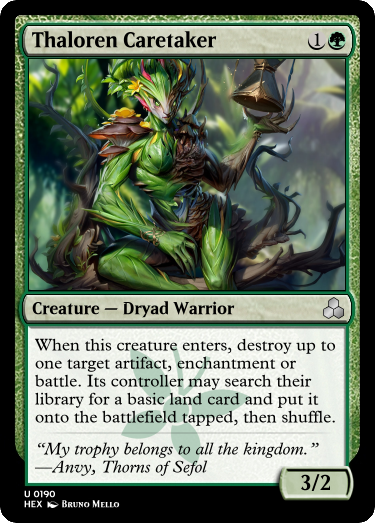 Thaloren Caretaker 1
Creature — Dryad Warrior
When this creature enters, destroy up to
one target artifact, enchantment or
battle. Its controller may search their
library for a basic land card and put it
onto the battlefield tapped, then shuffle.
“My trophy belongs to all the kingdom.”
—Anvy, Thorns of Sefol
3/2
U 0190
HEX Bruno Mello